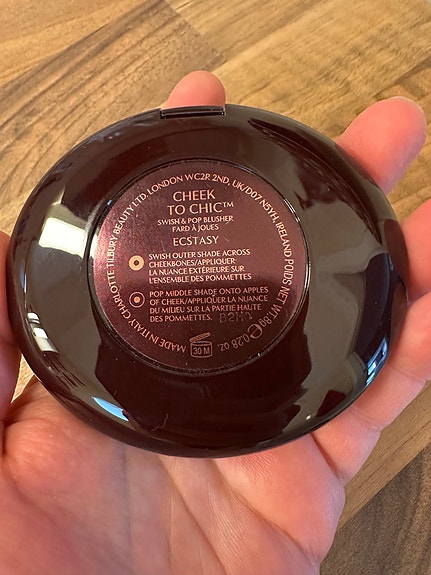 CHARLOTTE TILBURY BEAUTY LTD, LONDON WC2R 2ND, UK/D07 N5YH, IRELAND POIDS NET WT.
CHEEK
TO CHIC™
SWISH & POP BLUSHER
FARD À JOUES
ECSTASY
SWISH OUTER SHADE ACROSS
CHEEKBONES/APPLIQUER
LA NUANCE EXTÉRIEURE SUR
L'ENSEMBLE DES POMMETTES
POP MIDDLE SHADE ONTO APPLES
OF CHEEK/APPLIQUER LA NUANCE
DU MILIEU SUR LA PARTIE HAUTE
DES POMMETTES.
30 M
MADE IN ITALY
8g e 0.28 OZ.